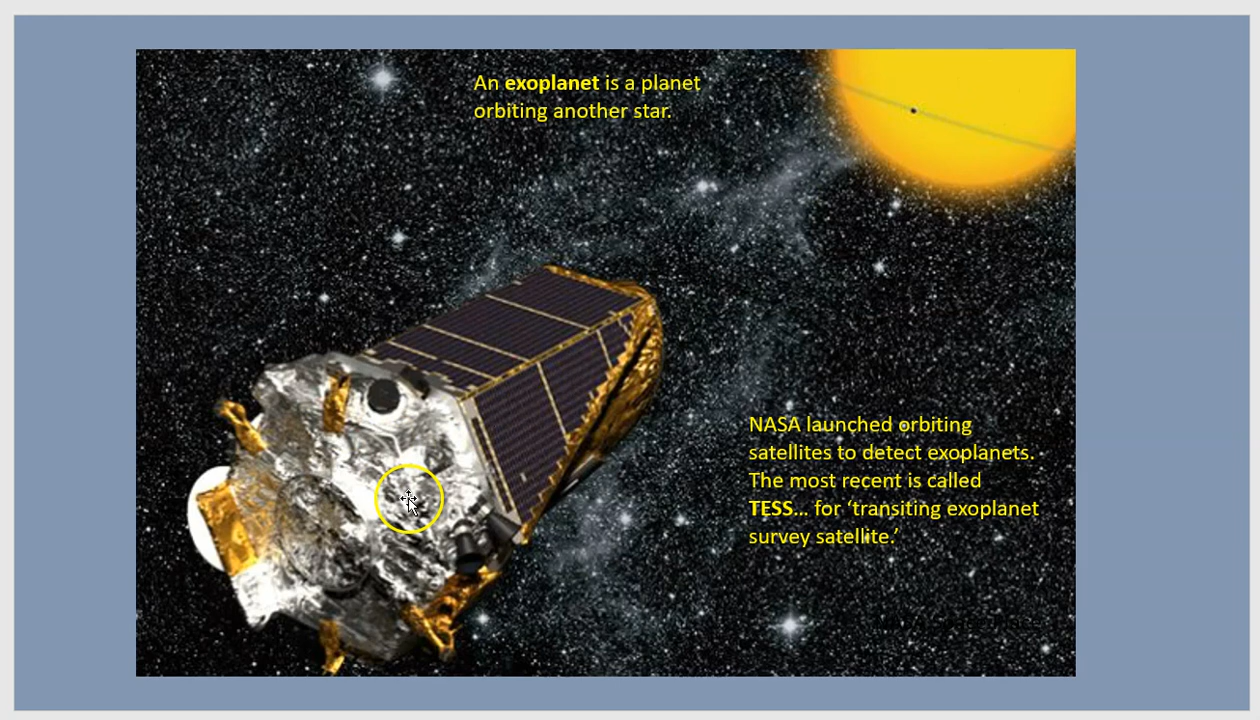 An exoplanet is a planet
orbiting another star.
NASA launched orbiting
satellites to detect exoplanets.
The most recent is called
TESS… for ‘transiting exoplanet
survey satellite.’